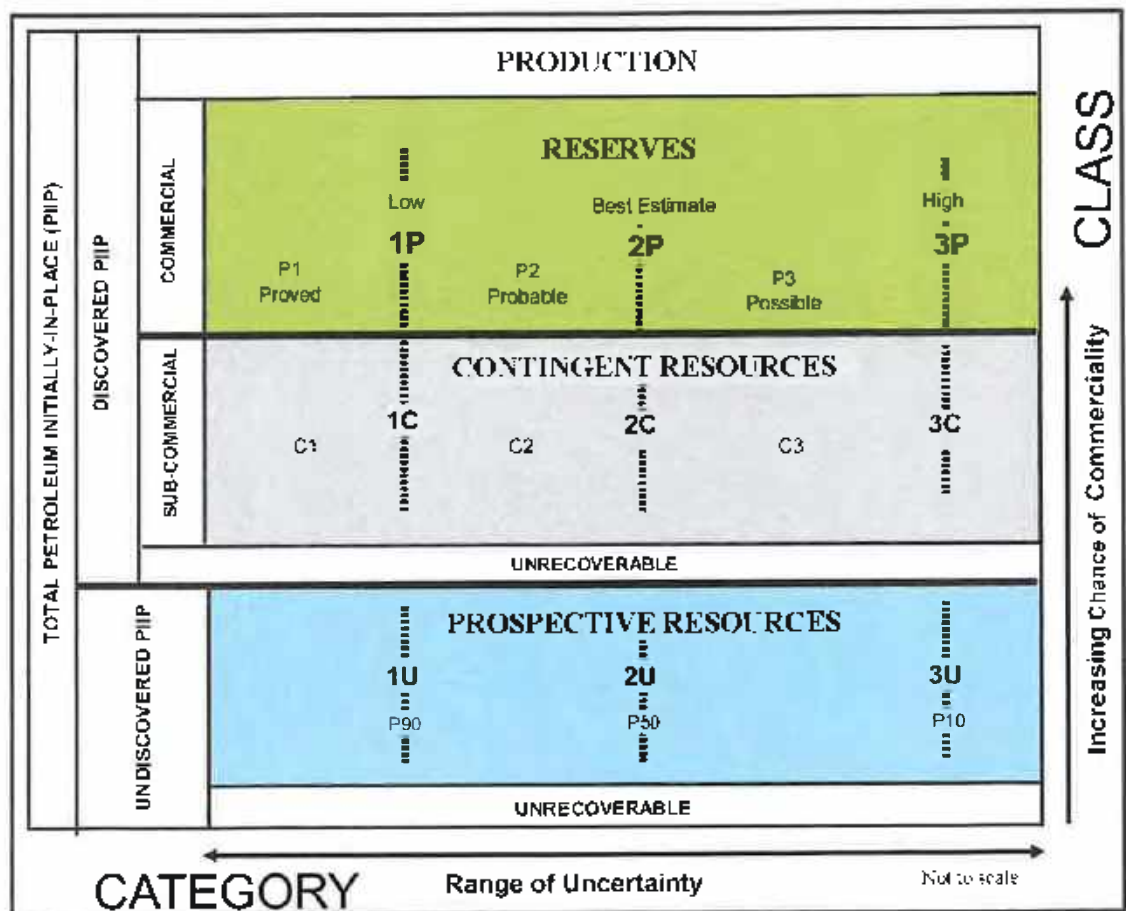 TOTAL PETROLEUM INITIALLY-IN-PLACE (PIIP)
DISCOVERED PIIP
UNDISCOVERED PIIP
COMMERCIAL
SUB-COMMERCIAL
PRODUCTION
RESERVES
Low
Best Estimate
High
1P
2P
3P
P1
Proved
P2
Probable
P3
Possible
CONTINGENT RESOURCES
1C
2C
3C
C1
C2
C3
UNRECOVERABLE
PROSPECTIVE RESOURCES
1U
2U
3U
P90
P50
P10
UNRECOVERABLE
CLASS
Increasing Chance of Commerciality
CATEGORY
Range of Uncertainty
Not to scale